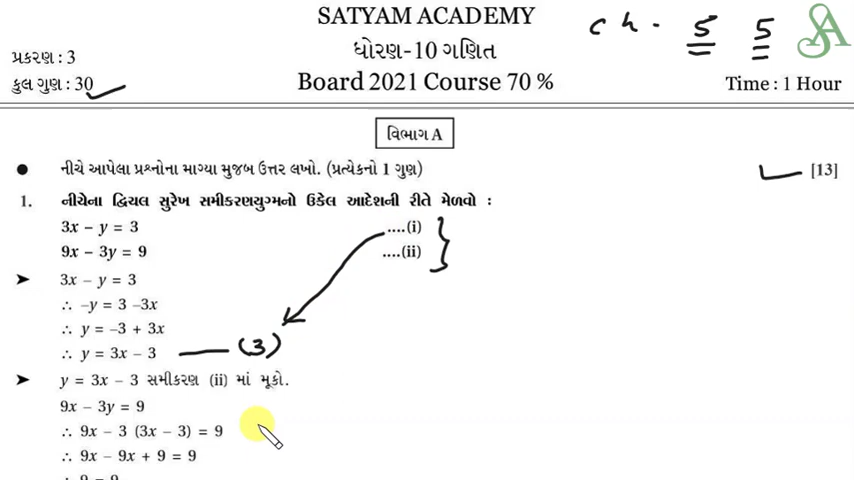 SATYAM ACADEMY
ધોરણ-10 ગણિત
Board 2021 Course 70 %
ch - 5 5
SA
પ્રકરણ : 3
કુલ ગુણ : 30
Time : 1 Hour
વિભાગ A
● નીચે આપેલા પ્રશ્નોના માગ્યા મુજબ ઉત્તર લખો. (પ્રત્યેકનો 1 ગુણ) [13]
1. નીચેના દ્વિચલ સુરેખ સમીકરણયુગ્મનો ઉકેલ આદેશની રીતે મેળવો :
3x – y = 3 ....(i)
9x – 3y = 9 ....(ii)
➤ 3x – y = 3
∴ –y = 3 –3x
∴ y = –3 + 3x
∴ y = 3x – 3 (3)
➤ y = 3x – 3 સમીકરણ (ii) માં મૂકો.
9x – 3y = 9
∴ 9x – 3 (3x – 3) = 9
∴ 9x – 9x + 9 = 9
∴ 9 = 9